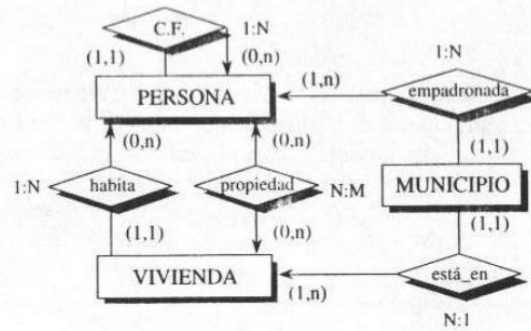 C.F.
1:N
(1,1)
(0,n)
1:N
PERSONA
(1,n)
empadronada
(0,n)
(0,n)
(1,1)
1:N
habita
propiedad
N:M
MUNICIPIO
(1,1)
(0,n)
(1,1)
VIVIENDA
(1,n)
está_en
N:1